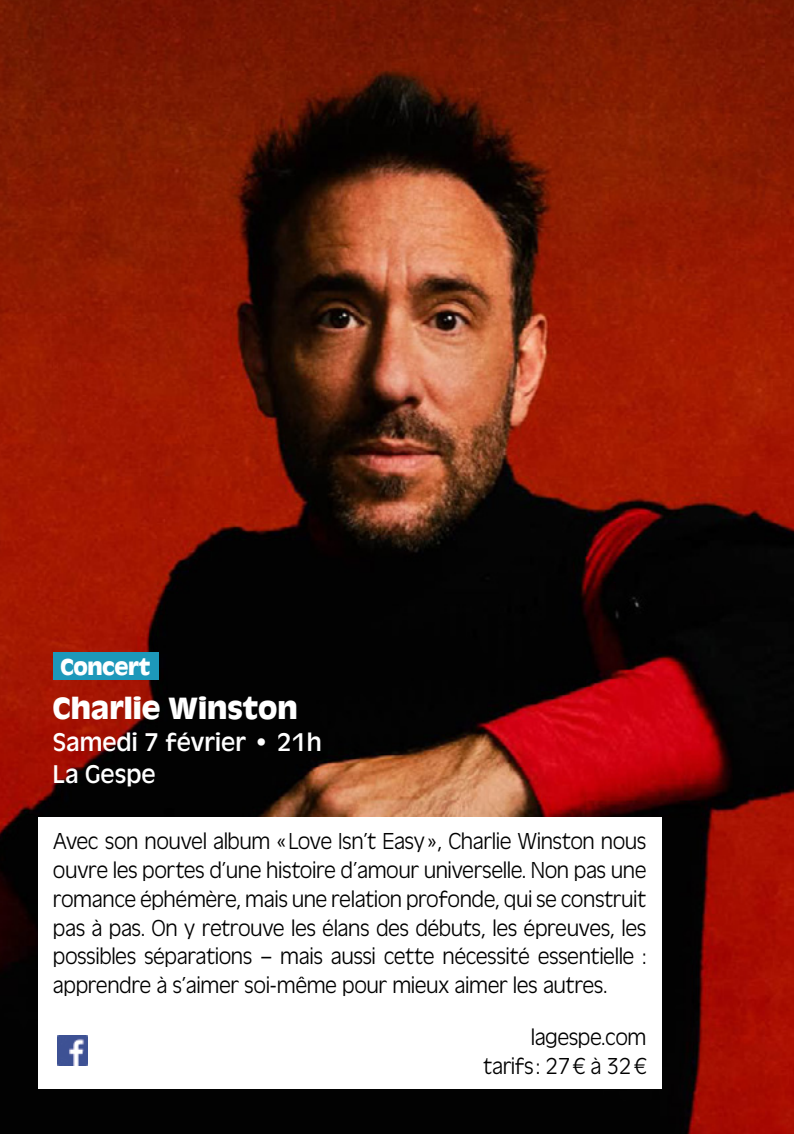 Concert
Charlie Winston
Samedi 7 février • 21h
La Gespe
Avec son nouvel album «Love Isn’t Easy», Charlie Winston nous
ouvre les portes d’une histoire d’amour universelle. Non pas une
romance éphémère, mais une relation profonde, qui se construit
pas à pas. On y retrouve les élans des débuts, les épreuves, les
possibles séparations – mais aussi cette nécessité essentielle :
apprendre à s’aimer soi-même pour mieux aimer les autres.
lagespe.com
tarifs: 27€ à 32€